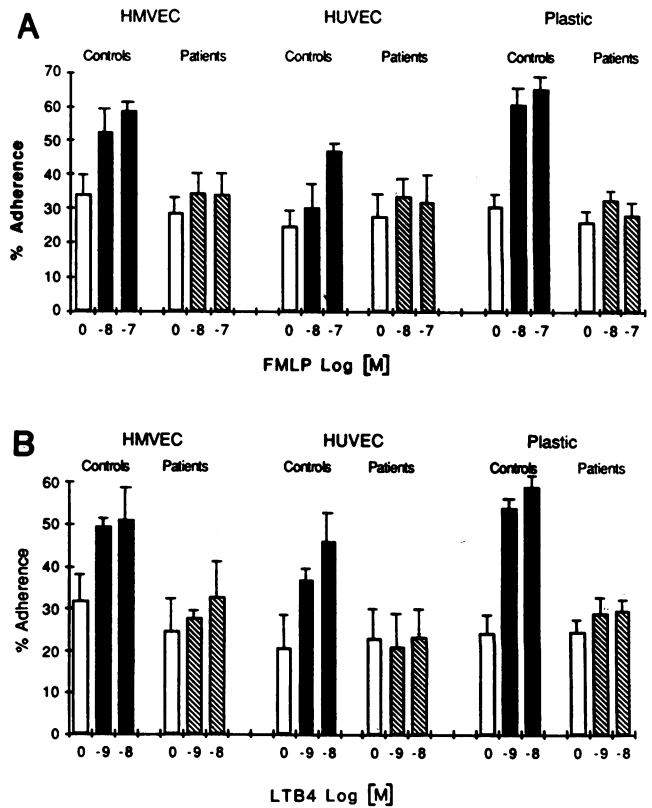 A
HMVEC HUVEC Plastic
Controls Patients Controls Patients Controls Patients
70
60
50
40
30
20
10
0
% Adherence
0 -8 -7 0 -8 -7 0 -8 -7 0 -8 -7 0 -8 -7 0 -8 -7
FMLP Log [M]
B
HMVEC HUVEC Plastic
Controls Patients Controls Patients Controls Patients
60
50
40
30
20
10
0
% Adherence
0 -9 -8 0 -9 -8 0 -9 -8 0 -9 -8 0 -9 -8 0 -9 -8
LTB4 Log [M]